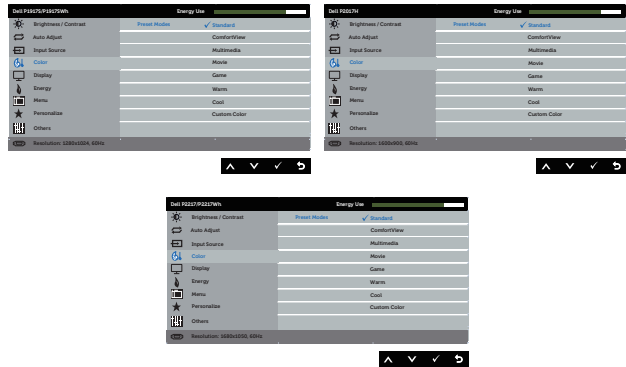 Dell P1917S/P1917SWh Energy Use
Brightness / Contrast Preset Modes ✓ Standard
Auto Adjust ComfortView
Input Source Multimedia
Color Movie
Display Game
Energy Warm
Menu Cool
Personalize Custom Color
Others
Resolution: 1280x1024, 60Hz
Dell P2017H Energy Use
Brightness / Contrast Preset Modes ✓ Standard
Auto Adjust ComfortView
Input Source Multimedia
Color Movie
Display Game
Energy Warm
Menu Cool
Personalize Custom Color
Others
Resolution: 1600x900, 60Hz
Dell P2217/P2217Wh Energy Use
Brightness / Contrast Preset Modes ✓ Standard
Auto Adjust ComfortView
Input Source Multimedia
Color Movie
Display Game
Energy Warm
Menu Cool
Personalize Custom Color
Others
Resolution: 1680x1050, 60Hz